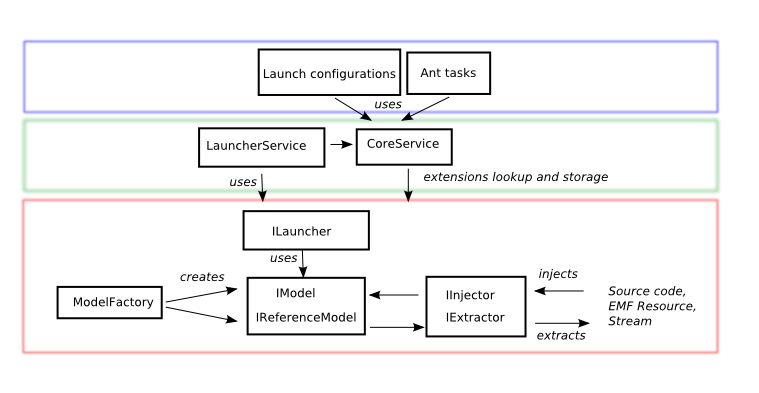 Launch configurations
Ant tasks
uses
LauncherService
CoreService
uses
extensions lookup and storage
ILauncher
uses
creates
injects
ModelFactory
IModel
IReferenceModel
IInjector
IExtractor
Source code,
EMF Resource,
Stream
extracts